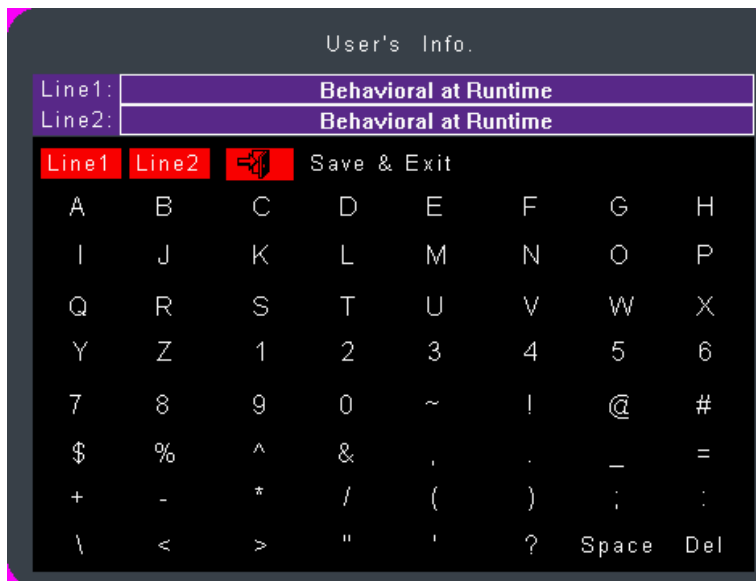 User's Info.
Line1: Behavioral at Runtime
Line2: Behavioral at Runtime
Line1 Line2 Save & Exit
A B C D E F G H
I J K L M N O P
Q R S T U V W X
Y Z 1 2 3 4 5 6
7 8 9 0 ~ ! @ #
$ % ^ & , . _ =
+ - * / ( ) ; :
\ < > " ' ? Space Del